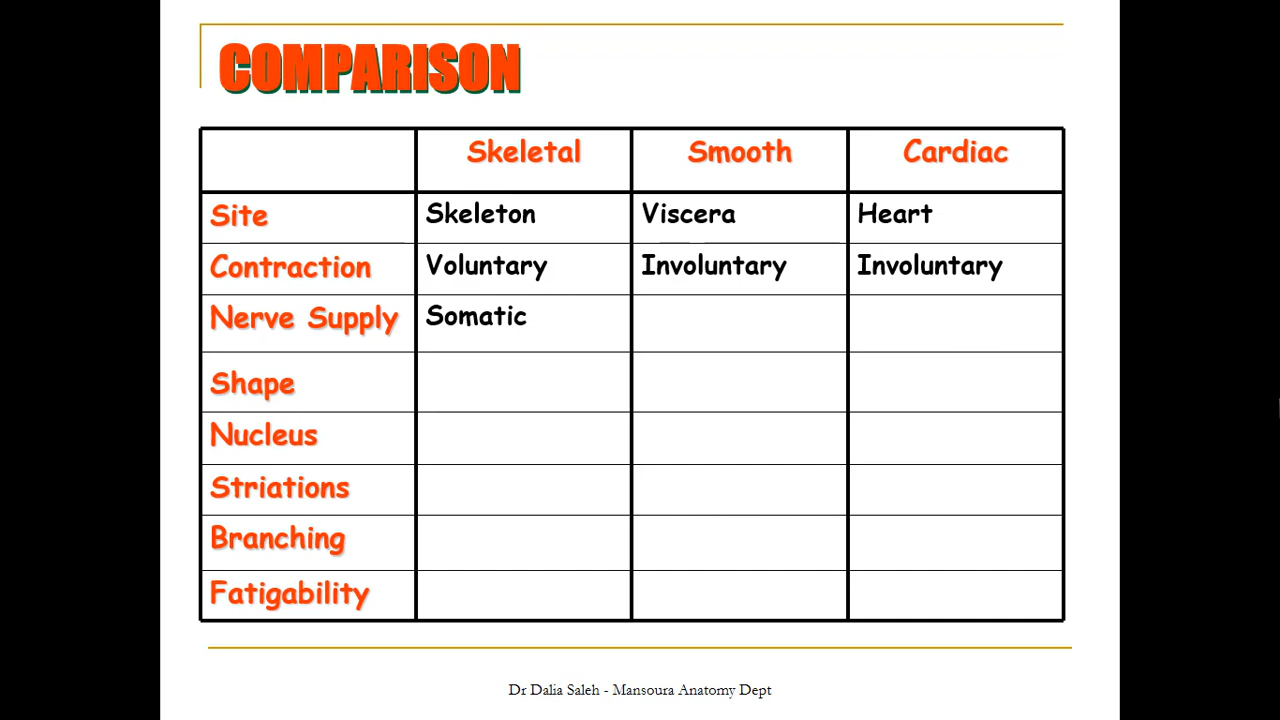 COMPARISON
Skeletal Smooth Cardiac
Site Skeleton Viscera Heart
Contraction Voluntary Involuntary Involuntary
Nerve Supply Somatic
Shape
Nucleus
Striations
Branching
Fatigability
Dr Dalia Saleh - Mansoura Anatomy Dept